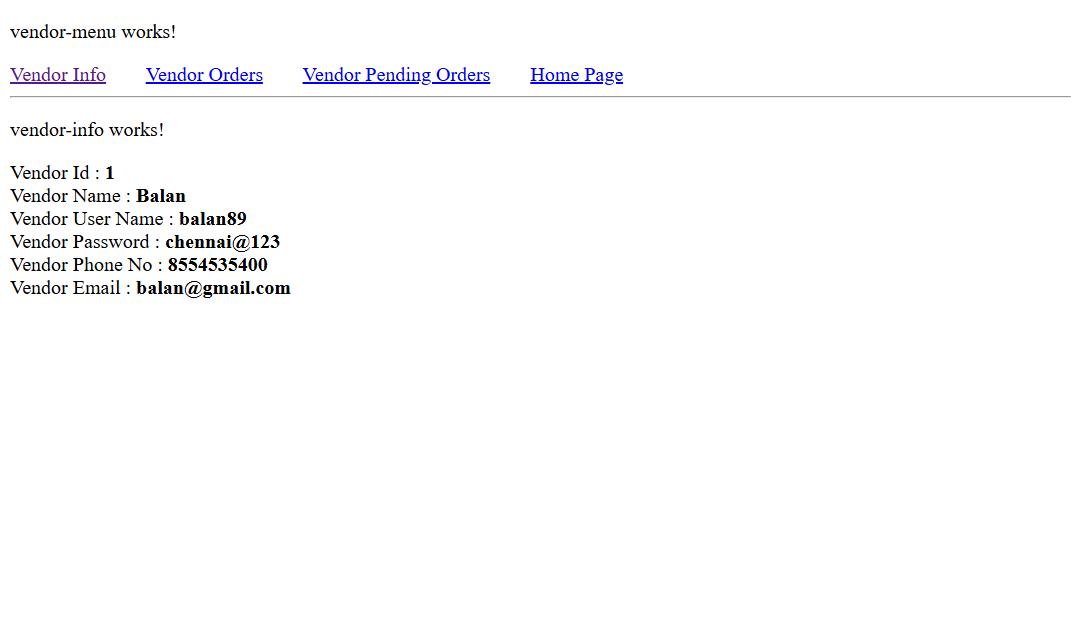 vendor-menu works!
Vendor Info Vendor Orders Vendor Pending Orders Home Page
vendor-info works!
Vendor Id : 1
Vendor Name : Balan
Vendor User Name : balan89
Vendor Password : chennai@123
Vendor Phone No : 8554535400
Vendor Email : balan@gmail.com